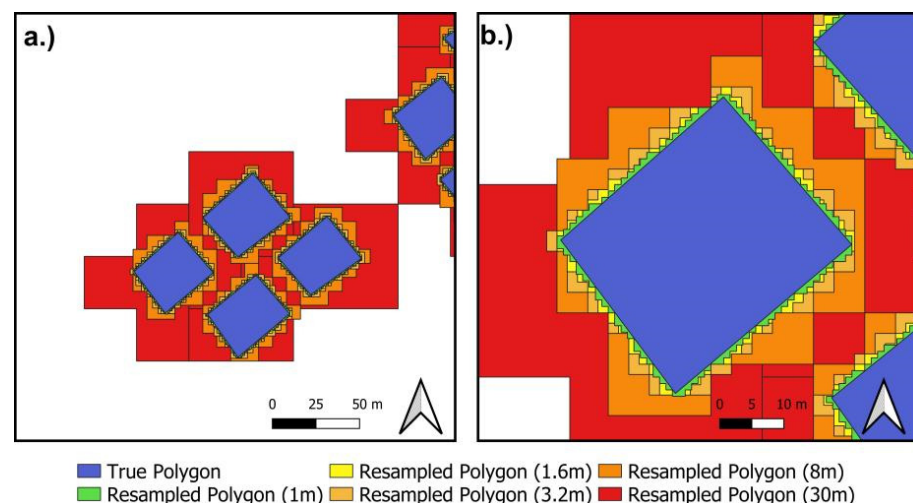 a.)
b.)
0 25 50 m
0 5 10 m
True Polygon
Resampled Polygon (1.6m)
Resampled Polygon (8m)
Resampled Polygon (1m)
Resampled Polygon (3.2m)
Resampled Polygon (30m)